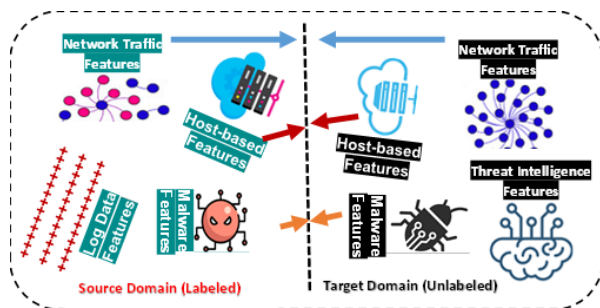 Network Traffic
Features
Host-based
Features
Log Data
Features
Malware
Features
Source Domain (Labeled)
Network Traffic
Features
Host-based
Features
Threat Intelligence
Features
Malware
Features
Target Domain (Unlabeled)